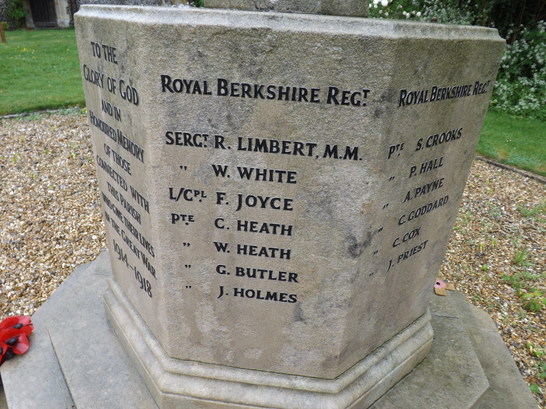 TO THE
GLORY OF GOD
AND IN
HONOURED MEMORY
OF THOSE
CONNECTED WITH
THIS PARISH
WHO GAVE THEIR LIVES
IN THE GREAT WAR
1914-1918
ROYAL BERKSHIRE REGT.
SERGT. R. LIMBERT, M.M.
" W. WHITE
L/CPL. F. JOYCE
PTE C. HEATH
" W. HEATH
" G. BUTLER
" J. HOLMES
ROYAL BERKSHIRE REGT.
PTE S. CROOKS
" P. HALL
" A. PAYNE
" C. GODDARD
" C. COX
" J. PRIEST